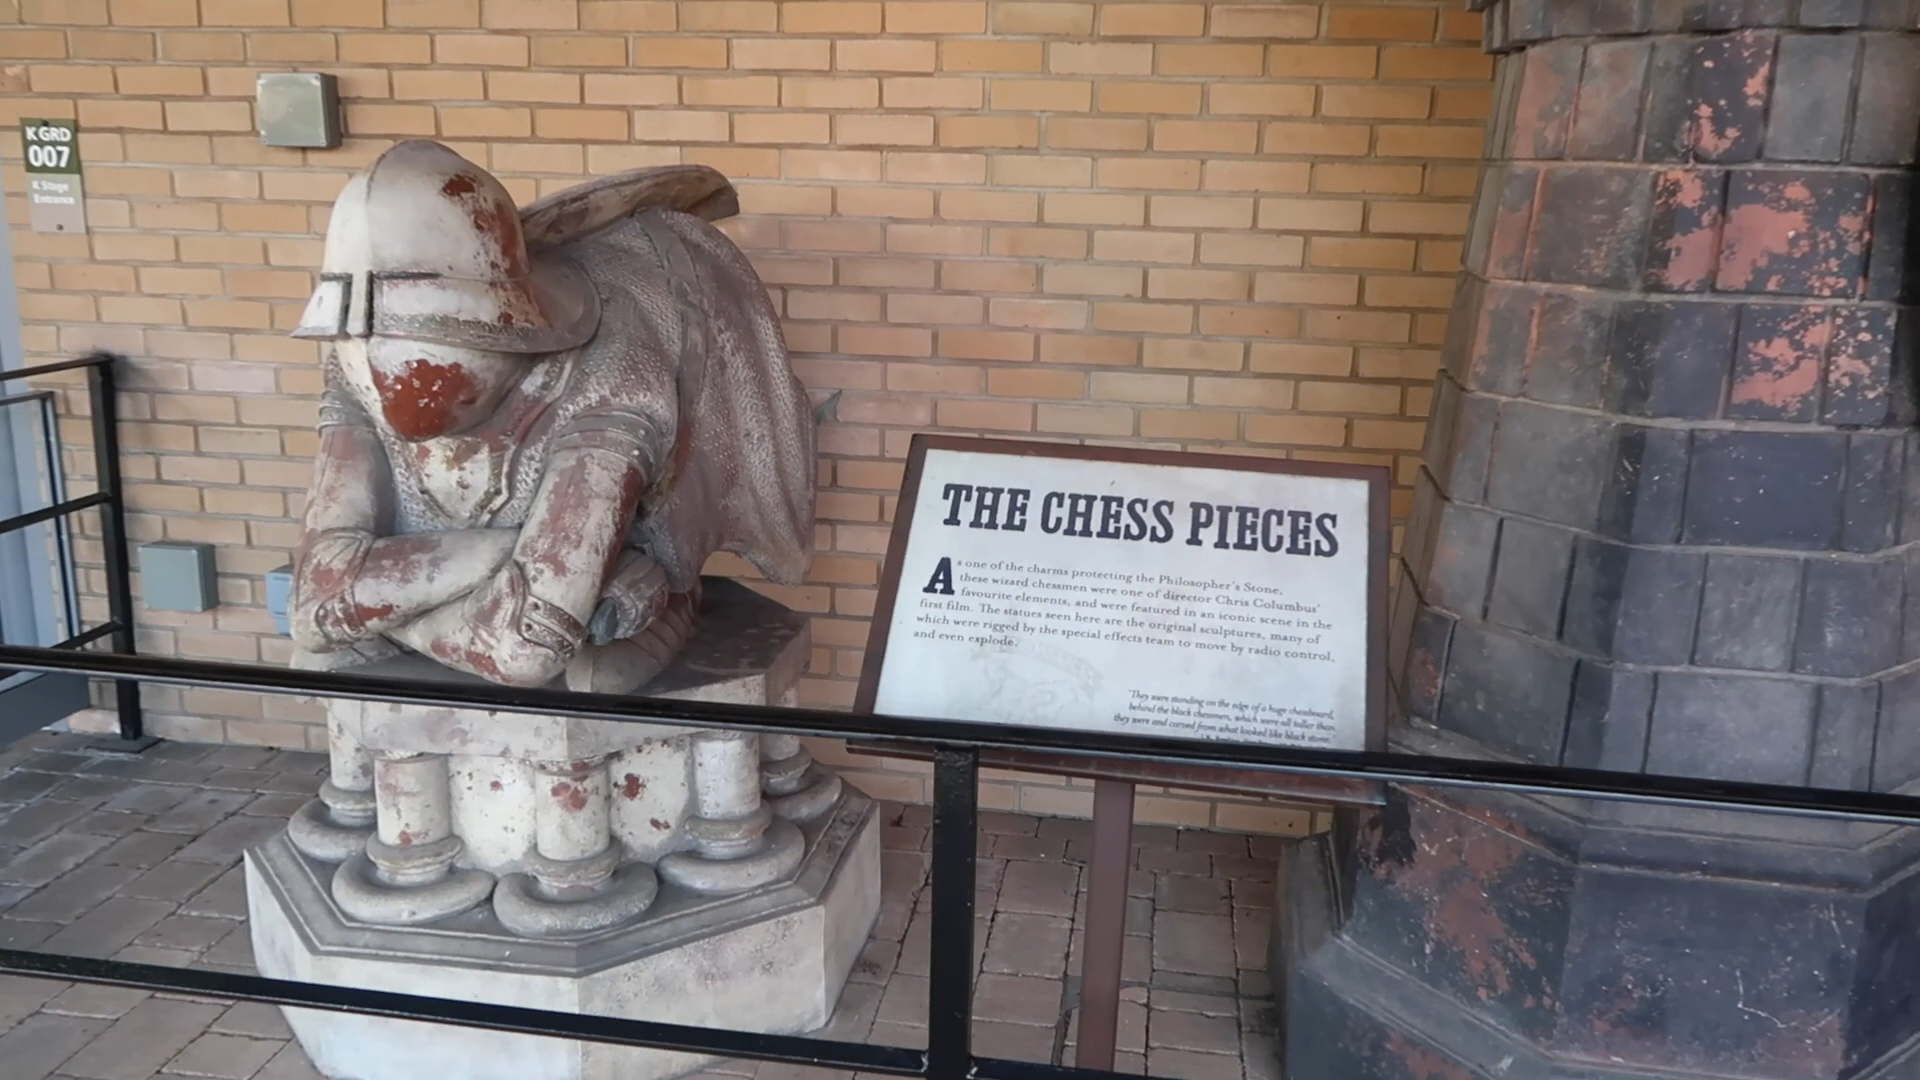 K GRD
007
K Stage
Entrance
THE CHESS PIECES
As one of the charms protecting the Philosopher's Stone,
these wizard chessmen were one of director Chris Columbus'
favourite elements, and were featured in an iconic scene in the
first film. The statues seen here are the original sculptures, many of
which were rigged by the special effects team to move by radio control,
and even explode.
"They were standing on the edge of a huge chessboard,
behind the black chessmen, which were all taller than
they were and carved from what looked like black stone."